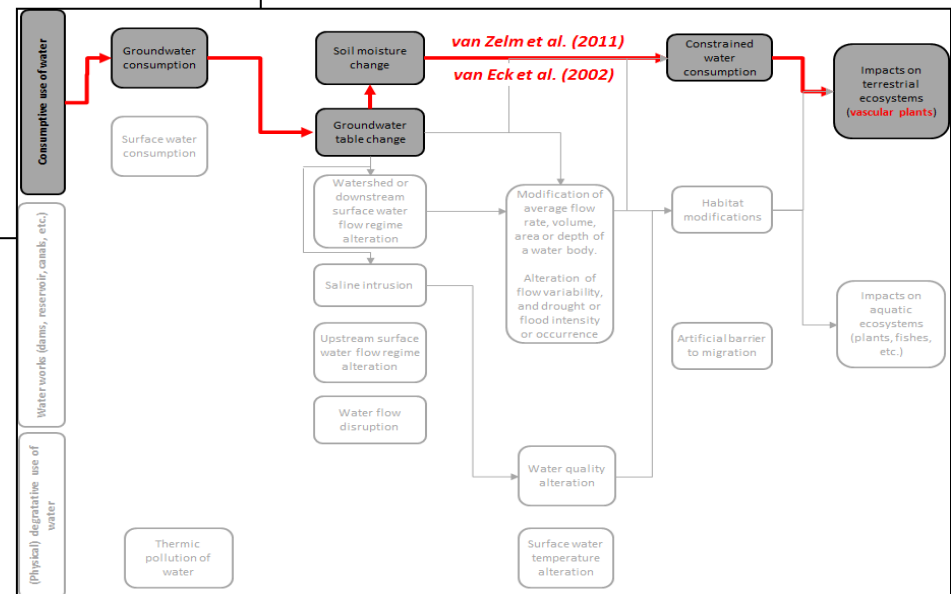 Consumptive use of water
Groundwater
consumption
Soil moisture
change
van Zelm et al. (2011)
van Eck et al. (2002)
Constrained
water
consumption
Impacts on
terrestrial
ecosystems
(vascular plants)
Groundwater
table change
Surface water
consumption
Watershed or
downstream
surface water
flow regime
alteration
Modification of
average flow
rate, volume,
area or depth of
a water body.
Alteration of
flow variability,
and drought or
flood intensity
or occurrence
Habitat
modifications
Water works (dams, reservoir, canals, etc.)
Saline intrusion
Impacts on
aquatic
ecosystems
(plants, fishes,
etc.)
Upstream surface
water flow regime
alteration
Artificial barrier
to migration
Water flow
disruption
(Physkal) degratative use of
water
Water quality
alteration
Thermic
pollution of
water
Surface water
temperature
alteration